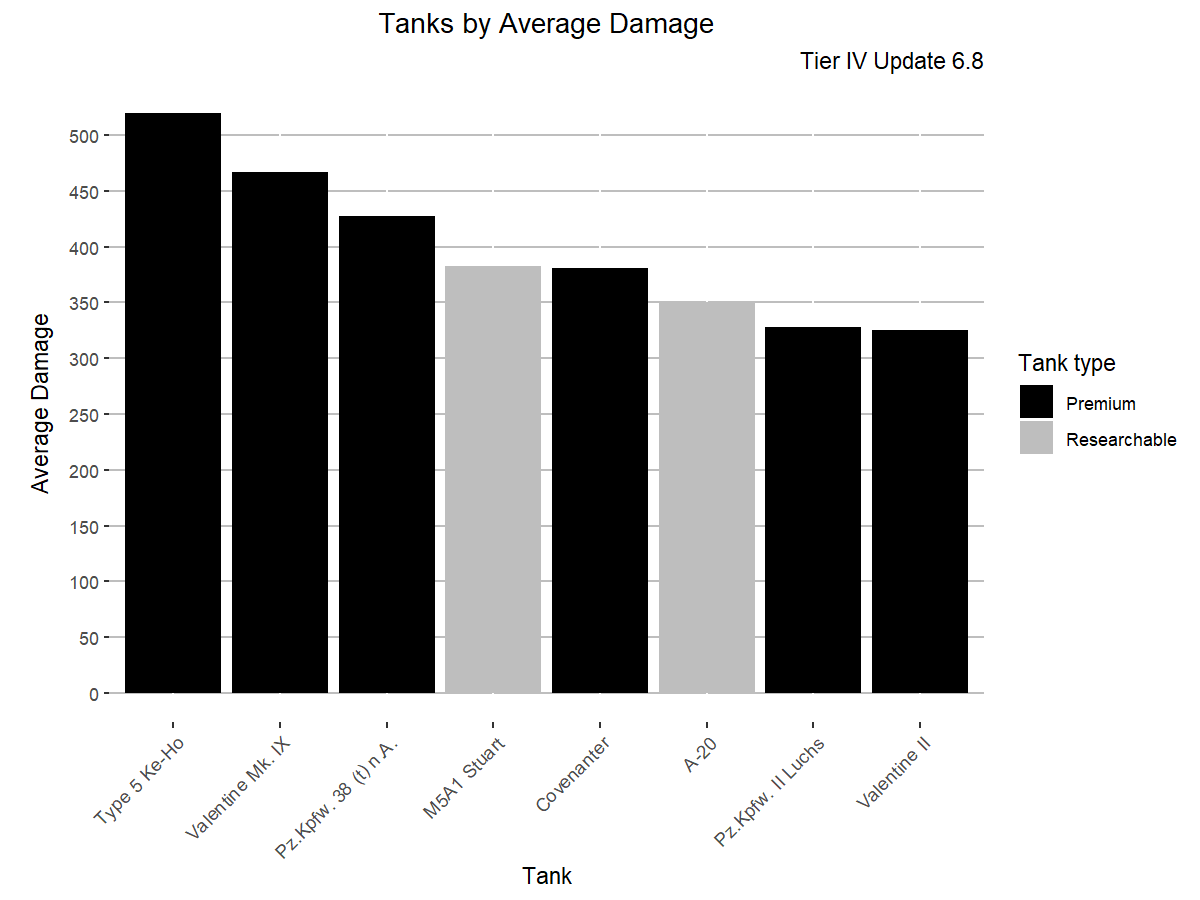 Tanks by Average Damage
Tier IV Update 6.8
Average Damage
500
450
400
350
300
250
200
150
100
50
0
Type 5 Ke-Ho
Valentine Mk. IX
Pz.Kpfw. 38 (t) n.A.
M5A1 Stuart
Covenanter
A-20
Pz.Kpfw. II Luchs
Valentine II
Tank
Tank type
Premium
Researchable